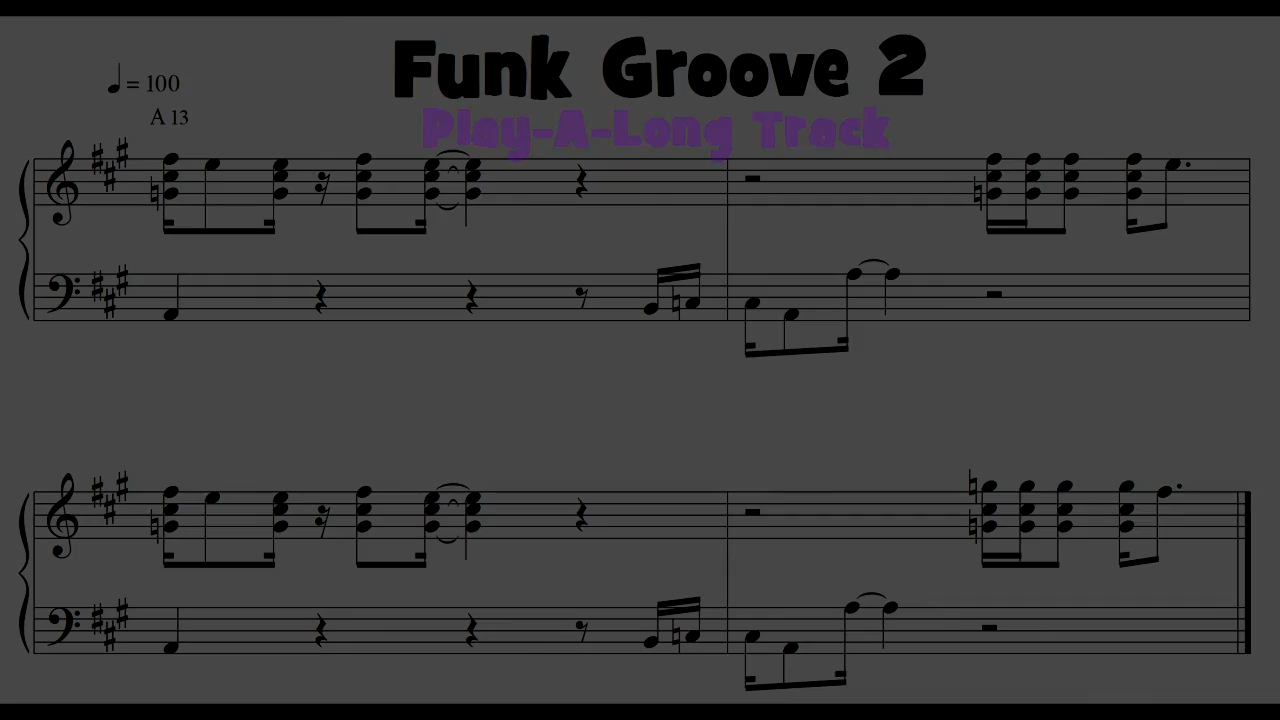 Funk Groove 2
♩ = 100
A 13
Play-A-Long Track